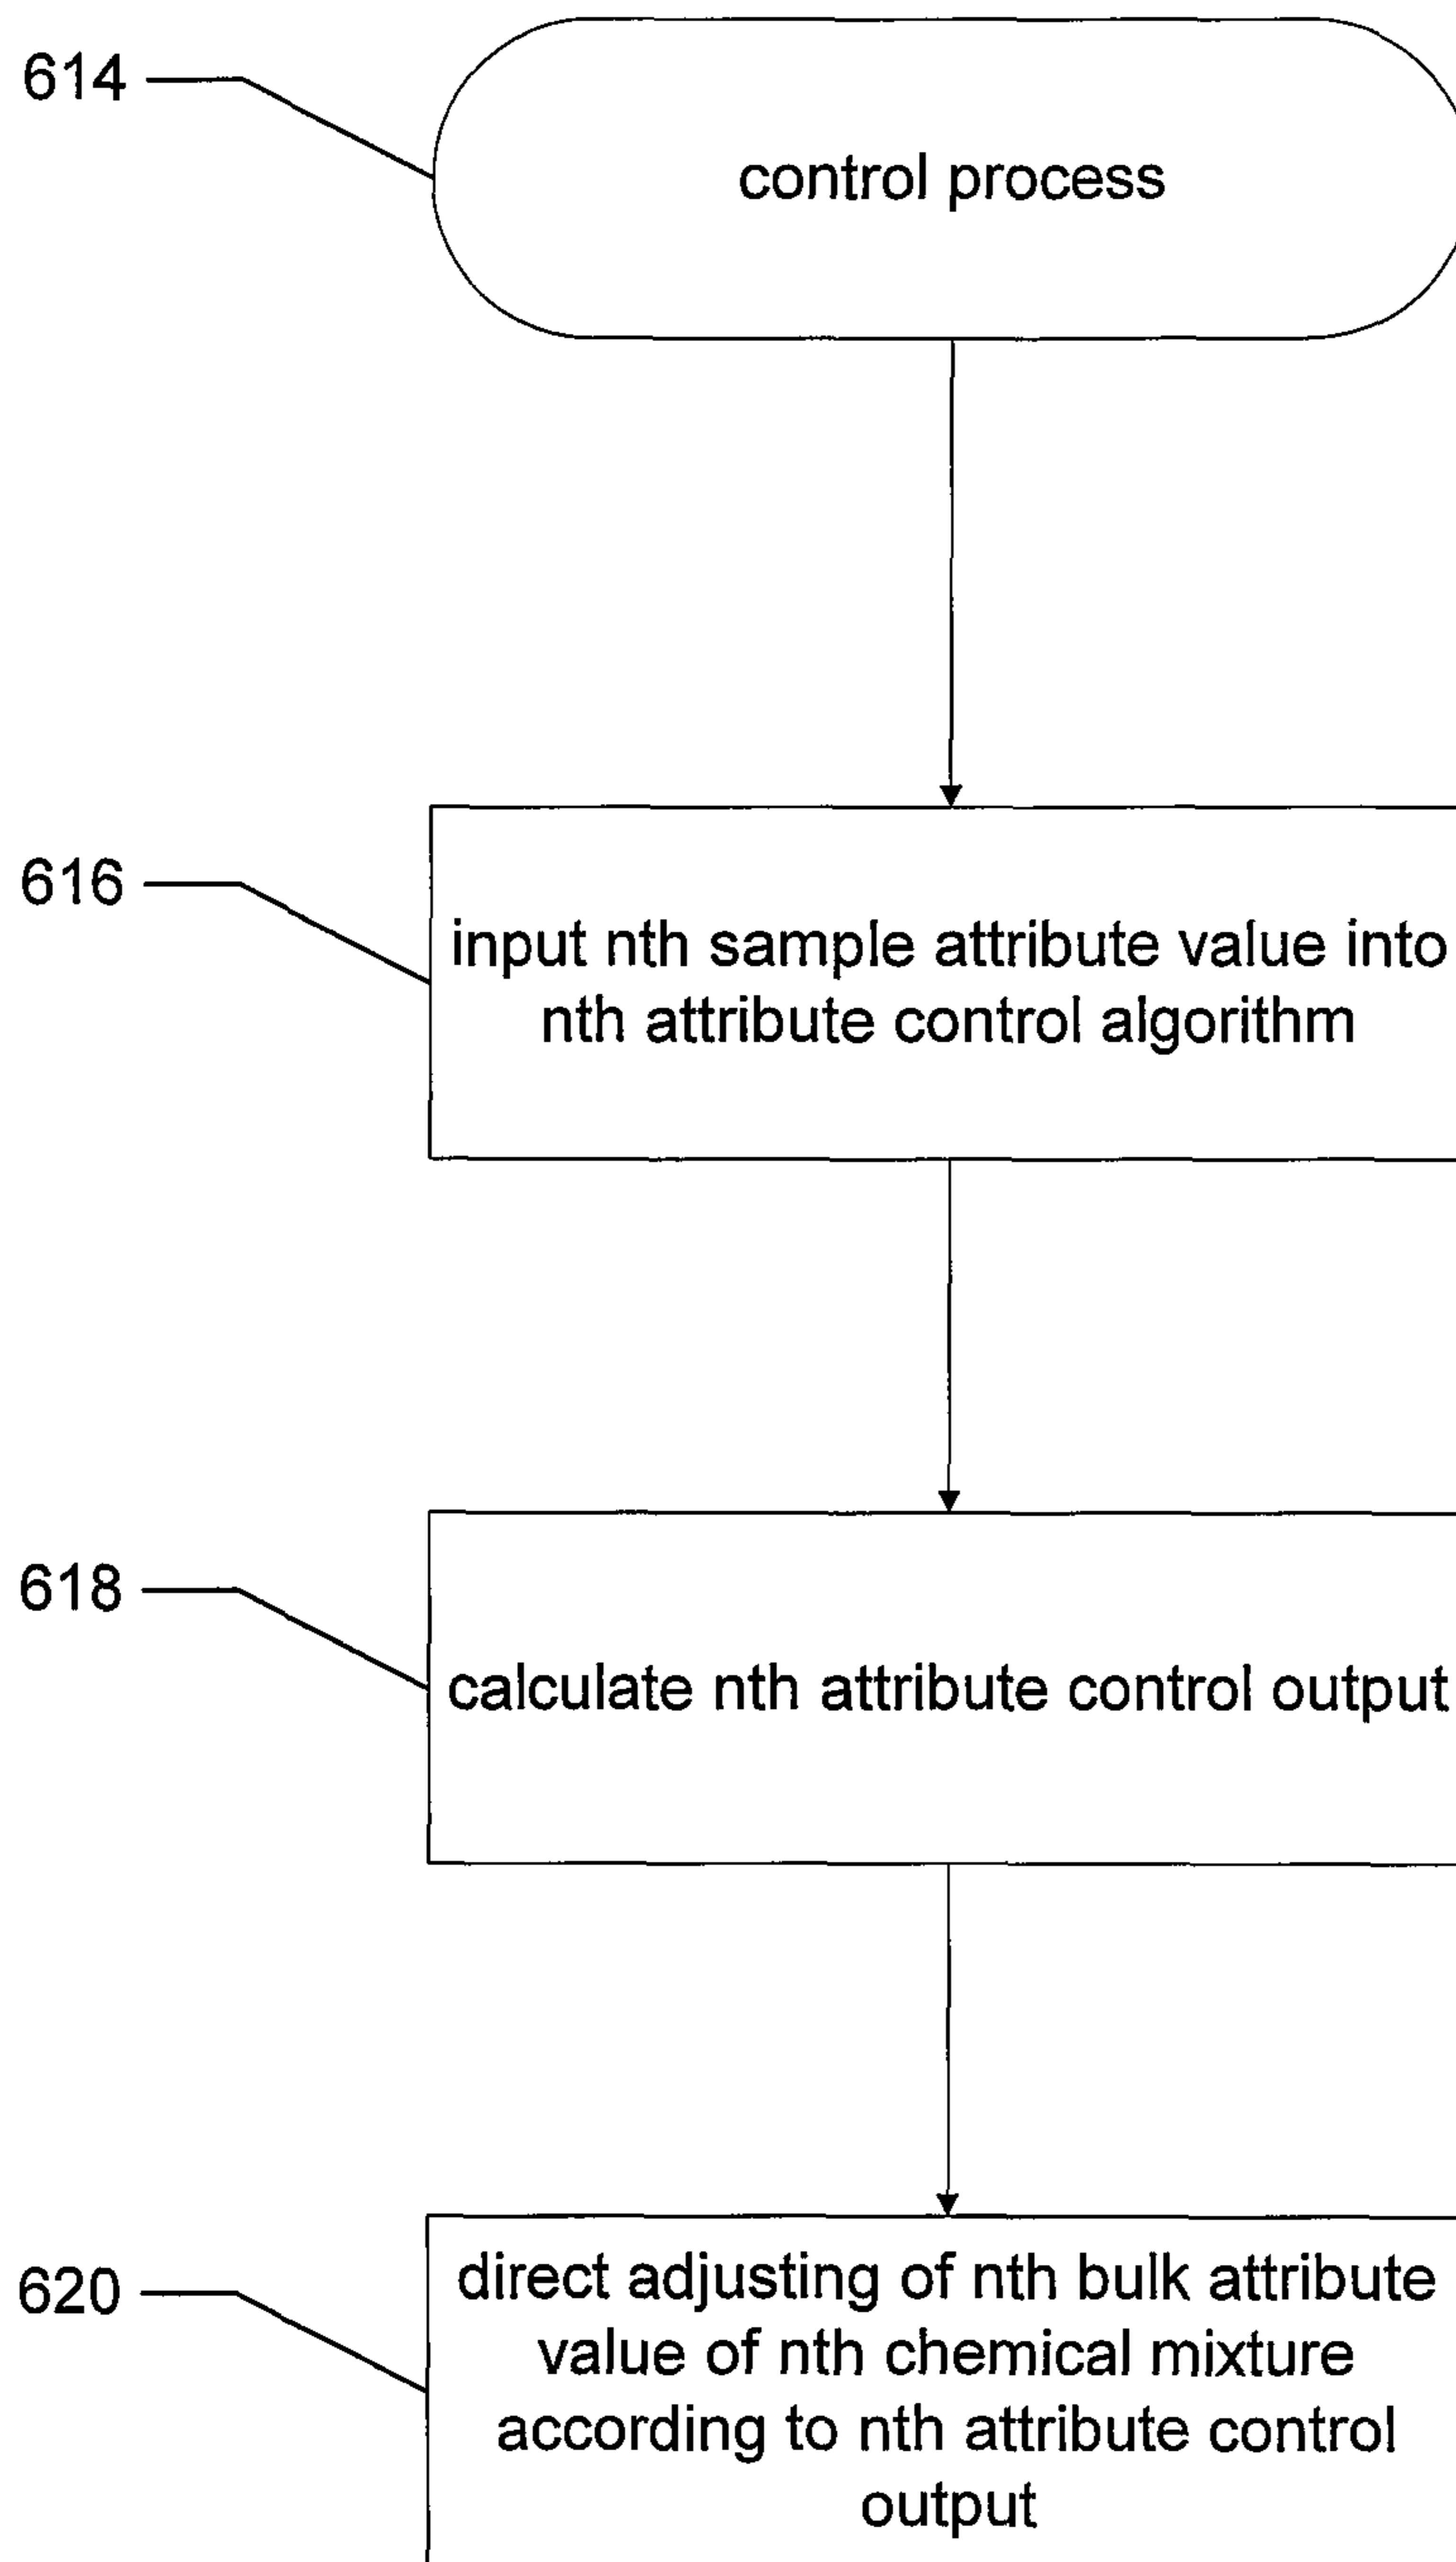 614
control process
616
input nth sample attribute value into
nth attribute control algorithm
618
calculate nth attribute control output
620
direct adjusting of nth bulk attribute
value of nth chemical mixture
according to nth attribute control
output